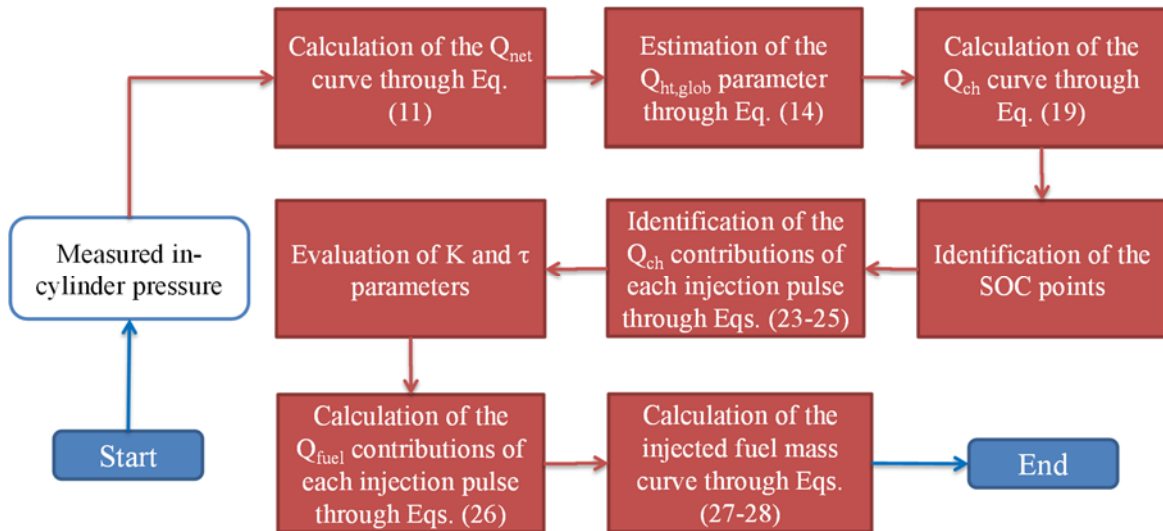 Start
Measured in-
cylinder pressure
Calculation of the Qnet
curve through Eq.
(11)
Estimation of the
Qht,glob parameter
through Eq. (14)
Calculation of the
Qch curve through
Eq. (19)
Identification of the
SOC points
Identification of the
Qch contributions of
each injection pulse
through Eqs. (23-25)
Evaluation of K and τ
parameters
Calculation of the
Qfuel contributions of
each injection pulse
through Eqs. (26)
Calculation of the
injected fuel mass
curve through Eqs.
(27-28)
End